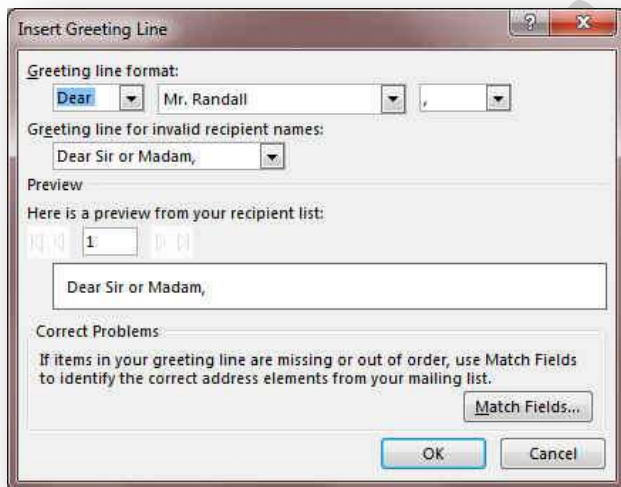 Insert Greeting Line
?
Greeting line format:
Dear Mr. Randall ,
Greeting line for invalid recipient names:
Dear Sir or Madam,
Preview
Here is a preview from your recipient list:
1
Dear Sir or Madam,
Correct Problems
If items in your greeting line are missing or out of order, use Match Fields
to identify the correct address elements from your mailing list.
Match Fields...
OK Cancel